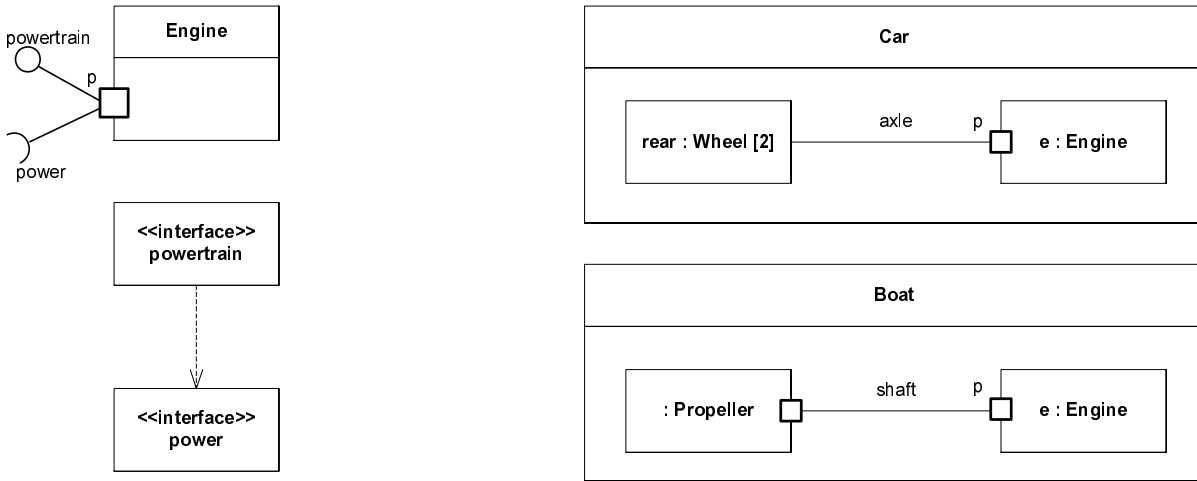 Engine
powertrain
p
power
<<interface>>
powertrain
<<interface>>
power
Car
rear : Wheel [2]
axle
p
e : Engine
Boat
: Propeller
shaft
p
e : Engine